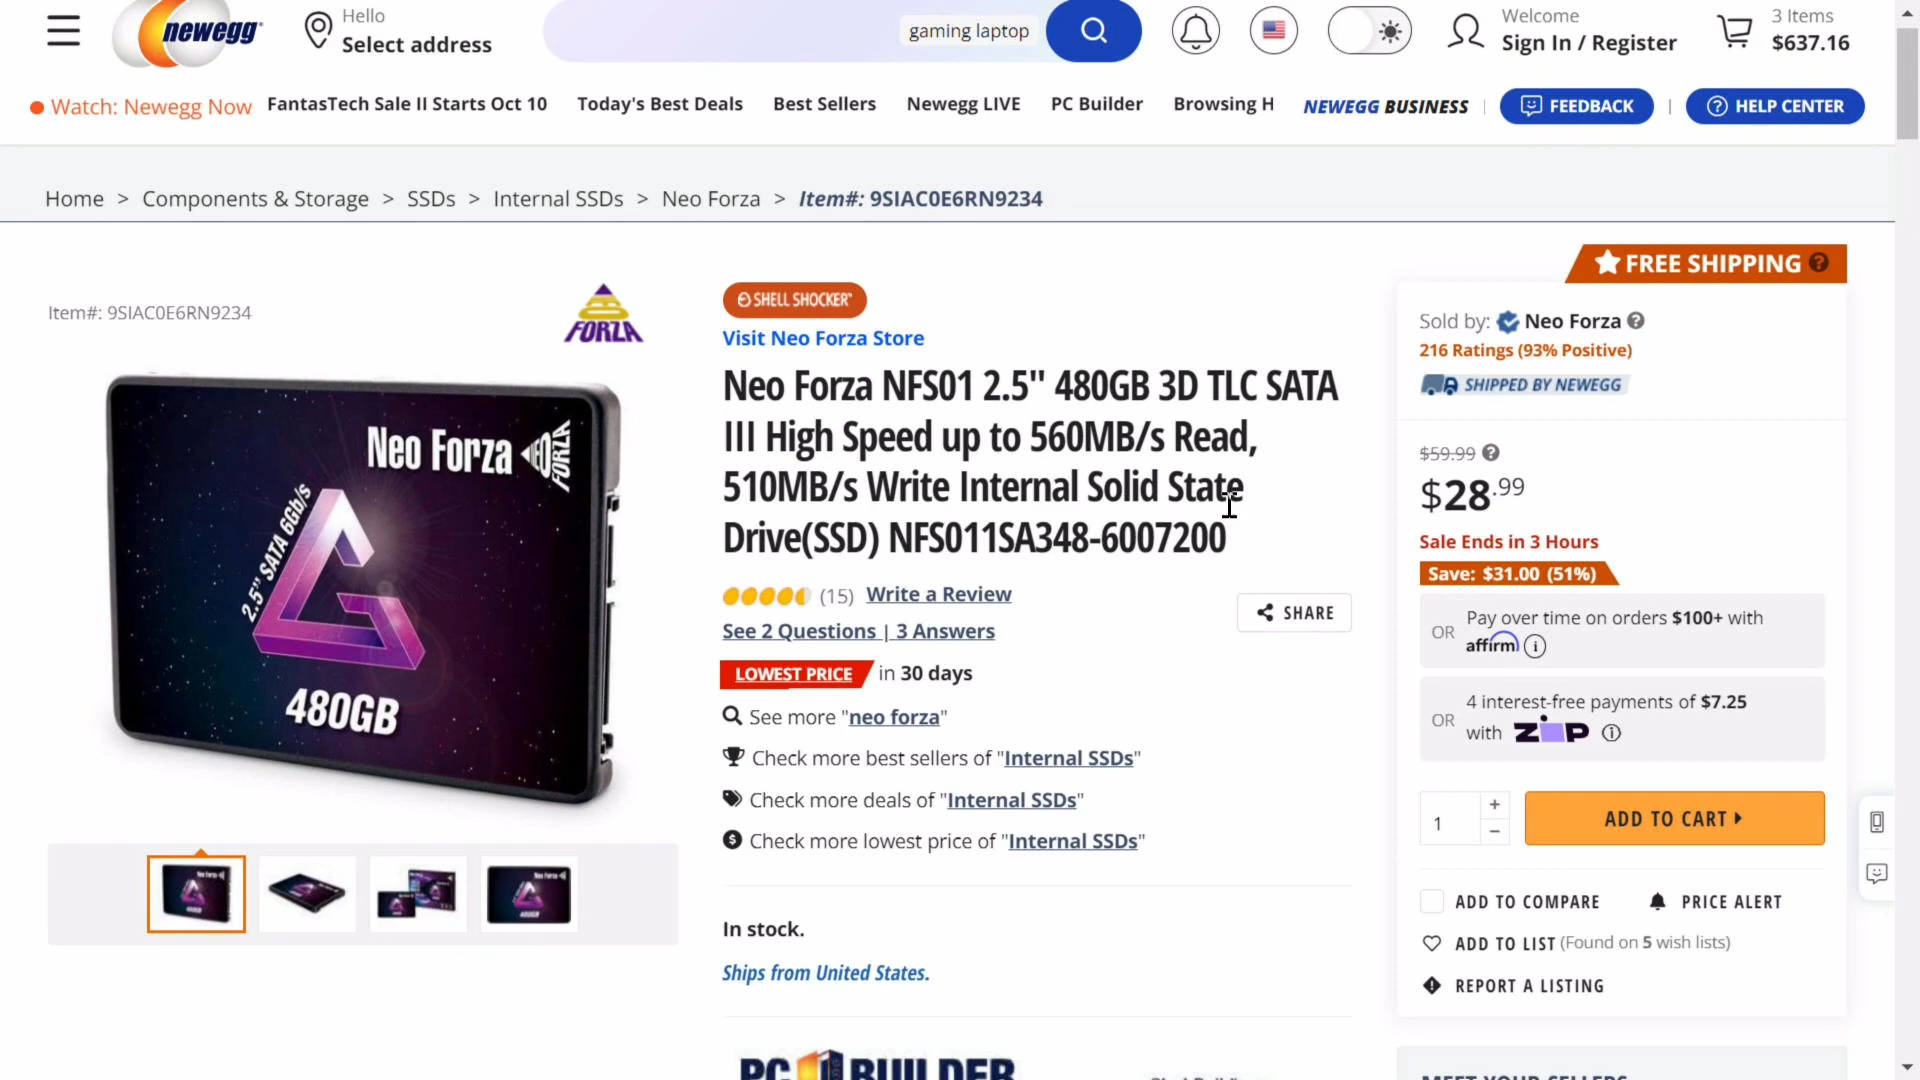 newegg
Hello
Select address
gaming laptop
Welcome
Sign In / Register
3 Items
$637.16
Watch: Newegg Now
FantasTech Sale II Starts Oct 10
Today's Best Deals
Best Sellers
Newegg LIVE
PC Builder
Browsing H
NEWEGG BUSINESS
FEEDBACK
HELP CENTER
Home > Components & Storage > SSDs > Internal SSDs > Neo Forza > Item#: 9SIAC0E6RN9234
FREE SHIPPING
Item#: 9SIAC0E6RN9234
FORZA
Neo Forza
NEO FORZA
2.5" SATA 6Gb/s
480GB
SHELL SHOCKER
Visit Neo Forza Store
Neo Forza NFS01 2.5" 480GB 3D TLC SATA
III High Speed up to 560MB/s Read,
510MB/s Write Internal Solid State
Drive(SSD) NFS011SA348-6007200
(15) Write a Review
See 2 Questions | 3 Answers
SHARE
LOWEST PRICE in 30 days
See more "neo forza"
Check more best sellers of "Internal SSDs"
Check more deals of "Internal SSDs"
Check more lowest price of "Internal SSDs"
In stock.
Ships from United States.
PC BUILDER
Sold by: Neo Forza
216 Ratings (93% Positive)
SHIPPED BY NEWEGG
$59.99
$28.99
Sale Ends in 3 Hours
Save: $31.00 (51%)
OR
Pay over time on orders $100+ with
affirm
OR
4 interest-free payments of $7.25
with ZIP
1
+
−
ADD TO CART
ADD TO COMPARE
PRICE ALERT
ADD TO LIST (Found on 5 wish lists)
REPORT A LISTING